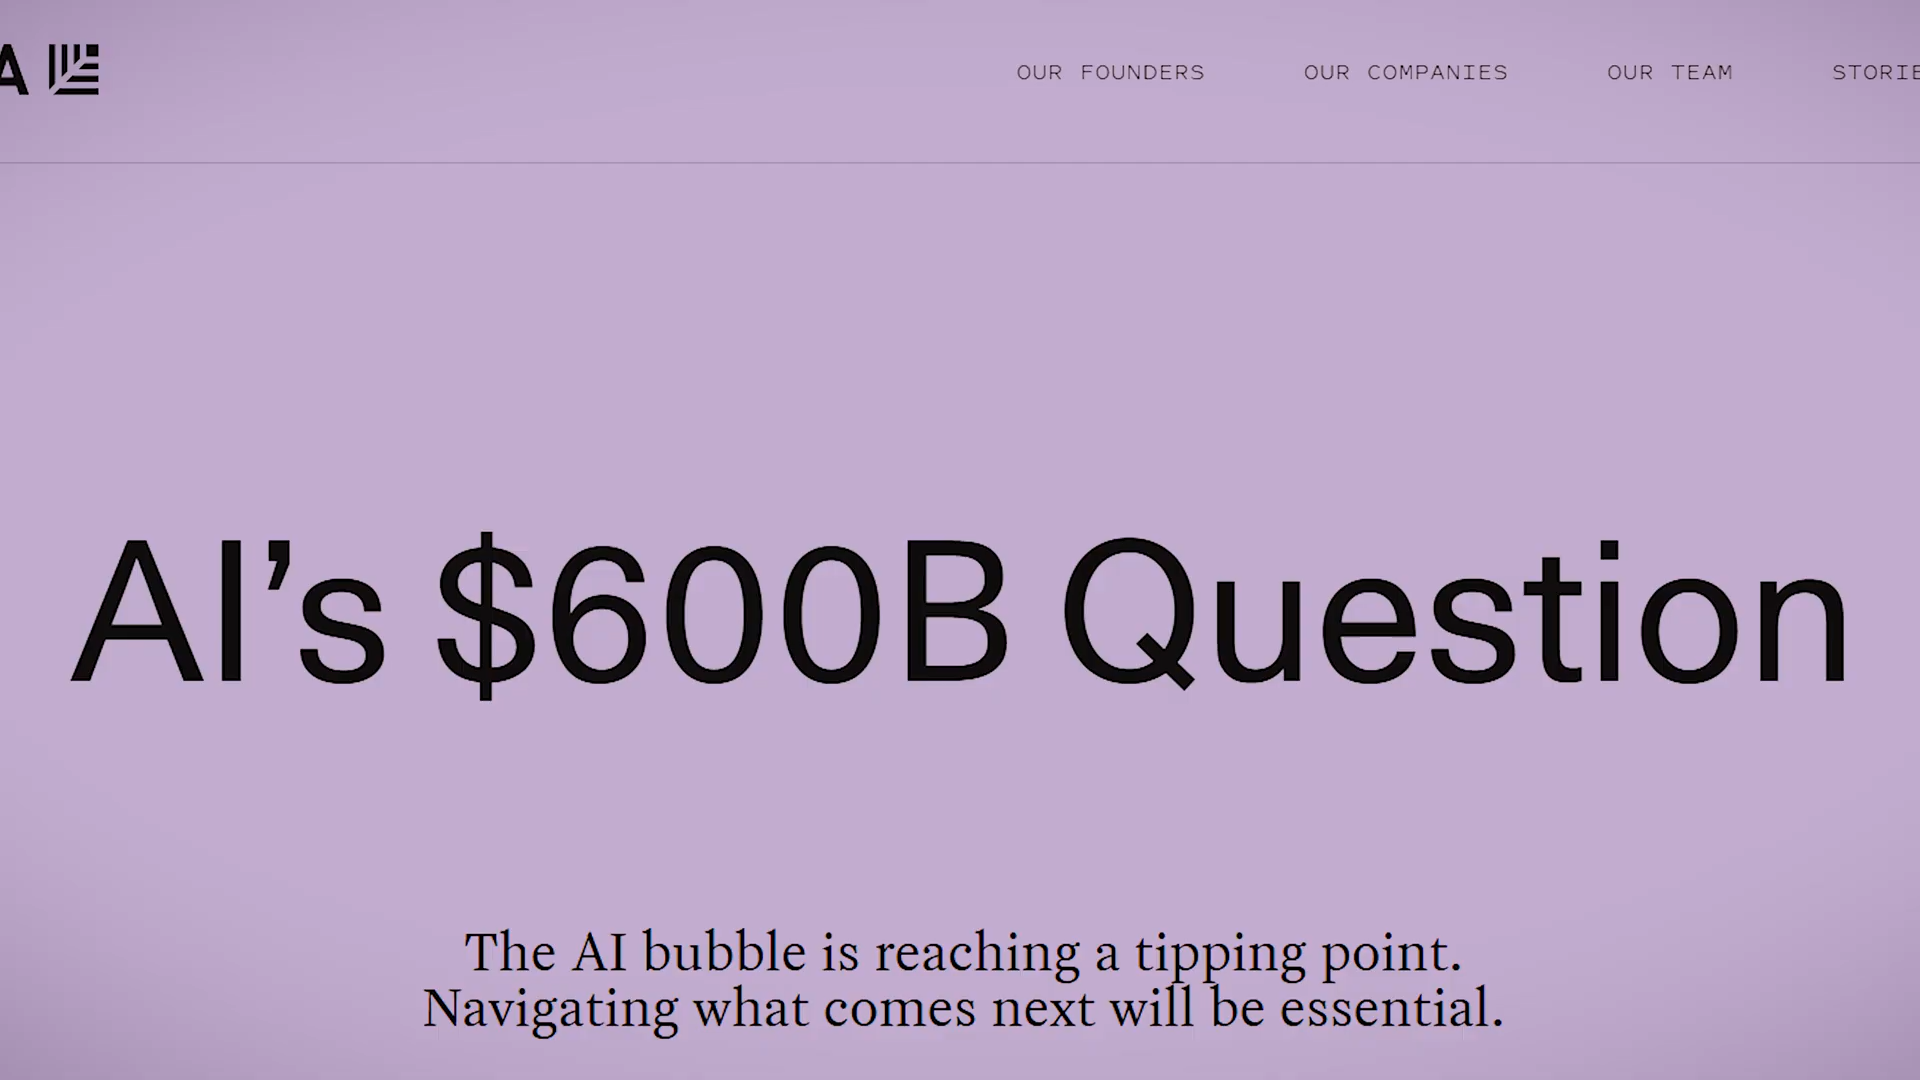 A
OUR FOUNDERS OUR COMPANIES OUR TEAM STORIE
AI’s $600B Question
The AI bubble is reaching a tipping point.
Navigating what comes next will be essential.